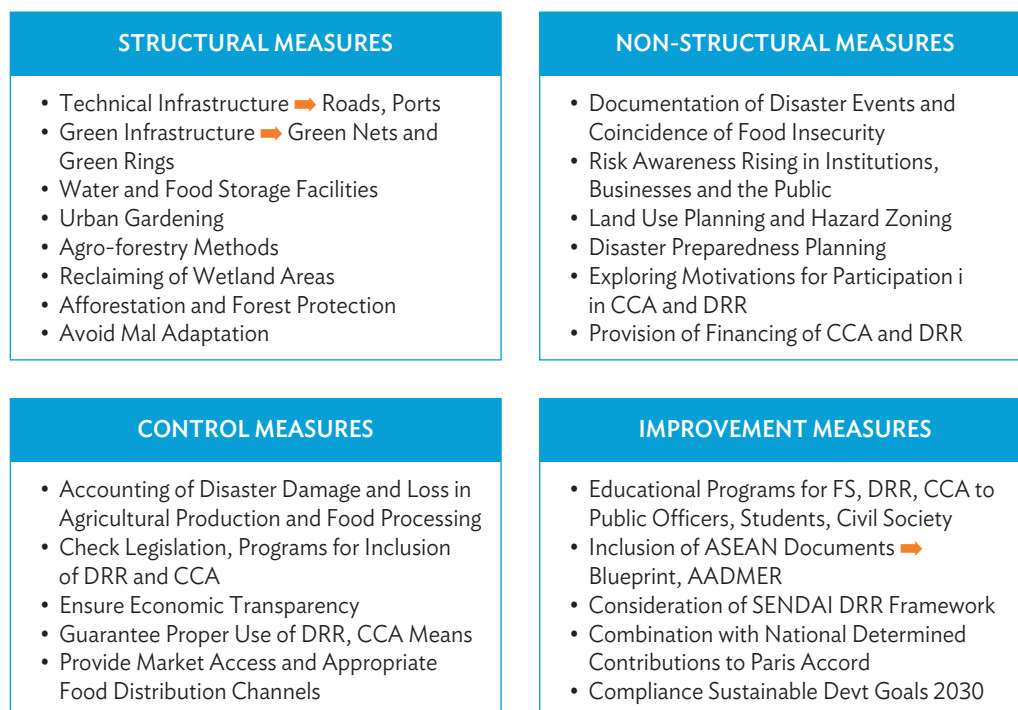 STRUCTURAL MEASURES
• Technical Infrastructure ➡ Roads, Ports
• Green Infrastructure ➡ Green Nets and
Green Rings
• Water and Food Storage Facilities
• Urban Gardening
• Agro-forestry Methods
• Reclaiming of Wetland Areas
• Afforestation and Forest Protection
• Avoid Mal Adaptation
NON-STRUCTURAL MEASURES
• Documentation of Disaster Events and
Coincidence of Food Insecurity
• Risk Awareness Rising in Institutions,
Businesses and the Public
• Land Use Planning and Hazard Zoning
• Disaster Preparedness Planning
• Exploring Motivations for Participation i
in CCA and DRR
• Provision of Financing of CCA and DRR
CONTROL MEASURES
• Accounting of Disaster Damage and Loss in
Agricultural Production and Food Processing
• Check Legislation, Programs for Inclusion
of DRR and CCA
• Ensure Economic Transparency
• Guarantee Proper Use of DRR, CCA Means
• Provide Market Access and Appropriate
Food Distribution Channels
IMPROVEMENT MEASURES
• Educational Programs for FS, DRR, CCA to
Public Officers, Students, Civil Society
• Inclusion of ASEAN Documents ➡
Blueprint, AADMER
• Consideration of SENDAI DRR Framework
• Combination with National Determined
Contributions to Paris Accord
• Compliance Sustainable Devt Goals 2030